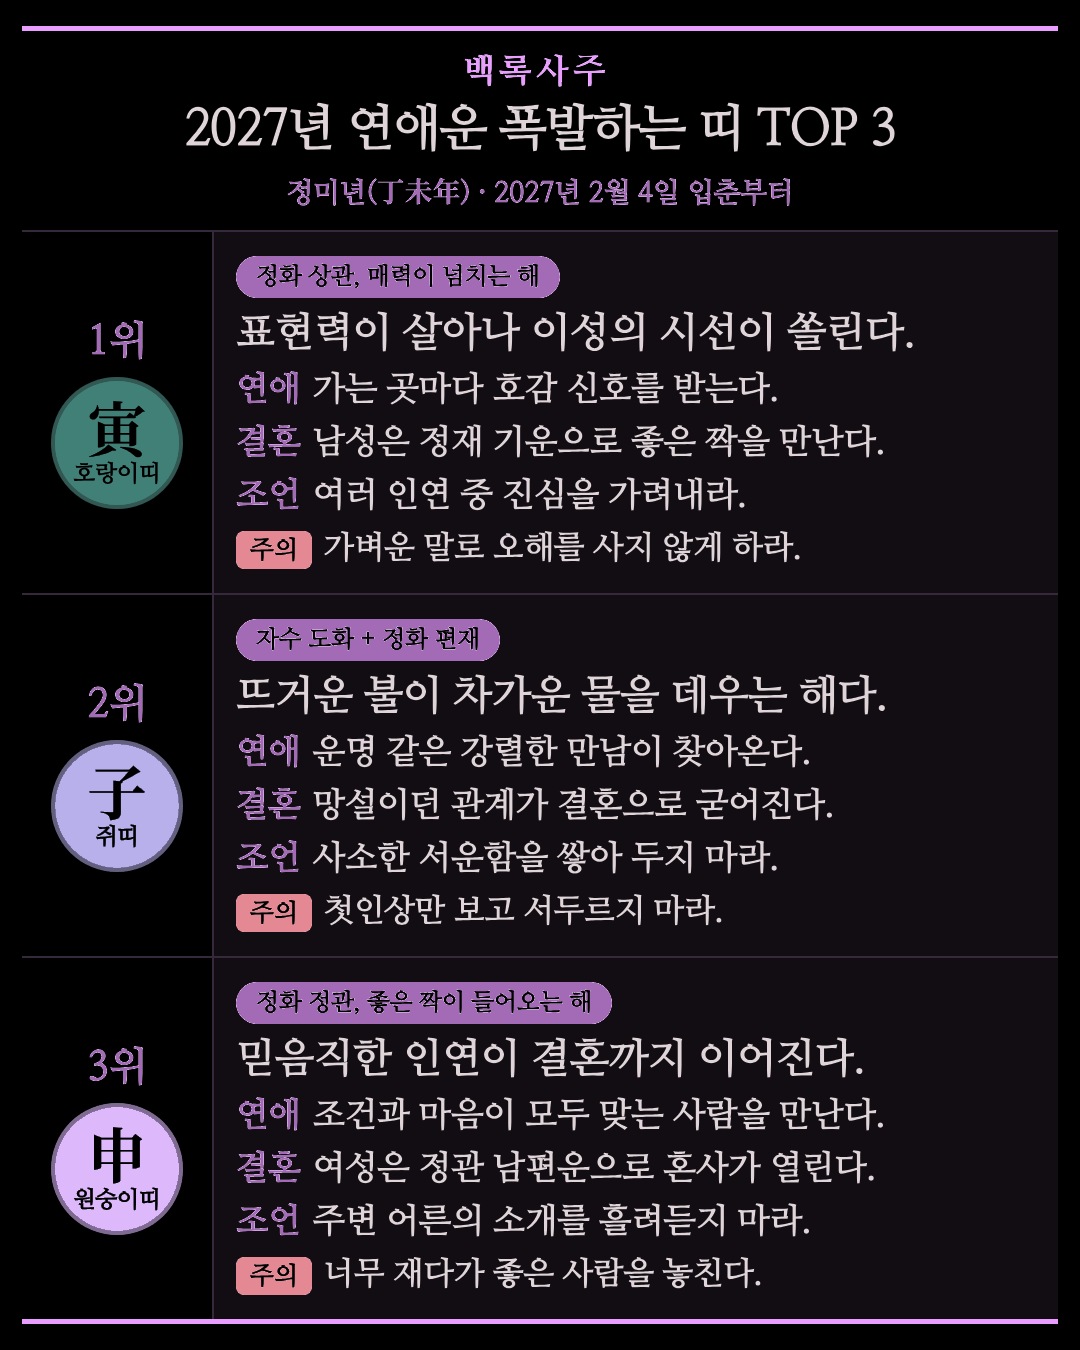 백록사주
2027년 연애운 폭발하는 띠 TOP 3
정미년(丁未年) · 2027년 2월 4일 입춘부터
1위
寅
호랑이띠
정화 상관, 매력이 넘치는 해
표현력이 살아나 이성의 시선이 쏠린다.
연애 가는 곳마다 호감 신호를 받는다.
결혼 남성은 정재 기운으로 좋은 짝을 만난다.
조언 여러 인연 중 진심을 가려내라.
주의 가벼운 말로 오해를 사지 않게 하라.
2위
子
쥐띠
자수 도화 + 정화 편재
뜨거운 불이 차가운 물을 데우는 해다.
연애 운명 같은 강렬한 만남이 찾아온다.
결혼 망설이던 관계가 결혼으로 굳어진다.
조언 사소한 서운함을 쌓아 두지 마라.
주의 첫인상만 보고 서두르지 마라.
3위
申
원숭이띠
정화 정관, 좋은 짝이 들어오는 해
믿음직한 인연이 결혼까지 이어진다.
연애 조건과 마음이 모두 맞는 사람을 만난다.
결혼 여성은 정관 남편운으로 혼사가 열린다.
조언 주변 어른의 소개를 흘려듣지 마라.
주의 너무 재다가 좋은 사람을 놓친다.